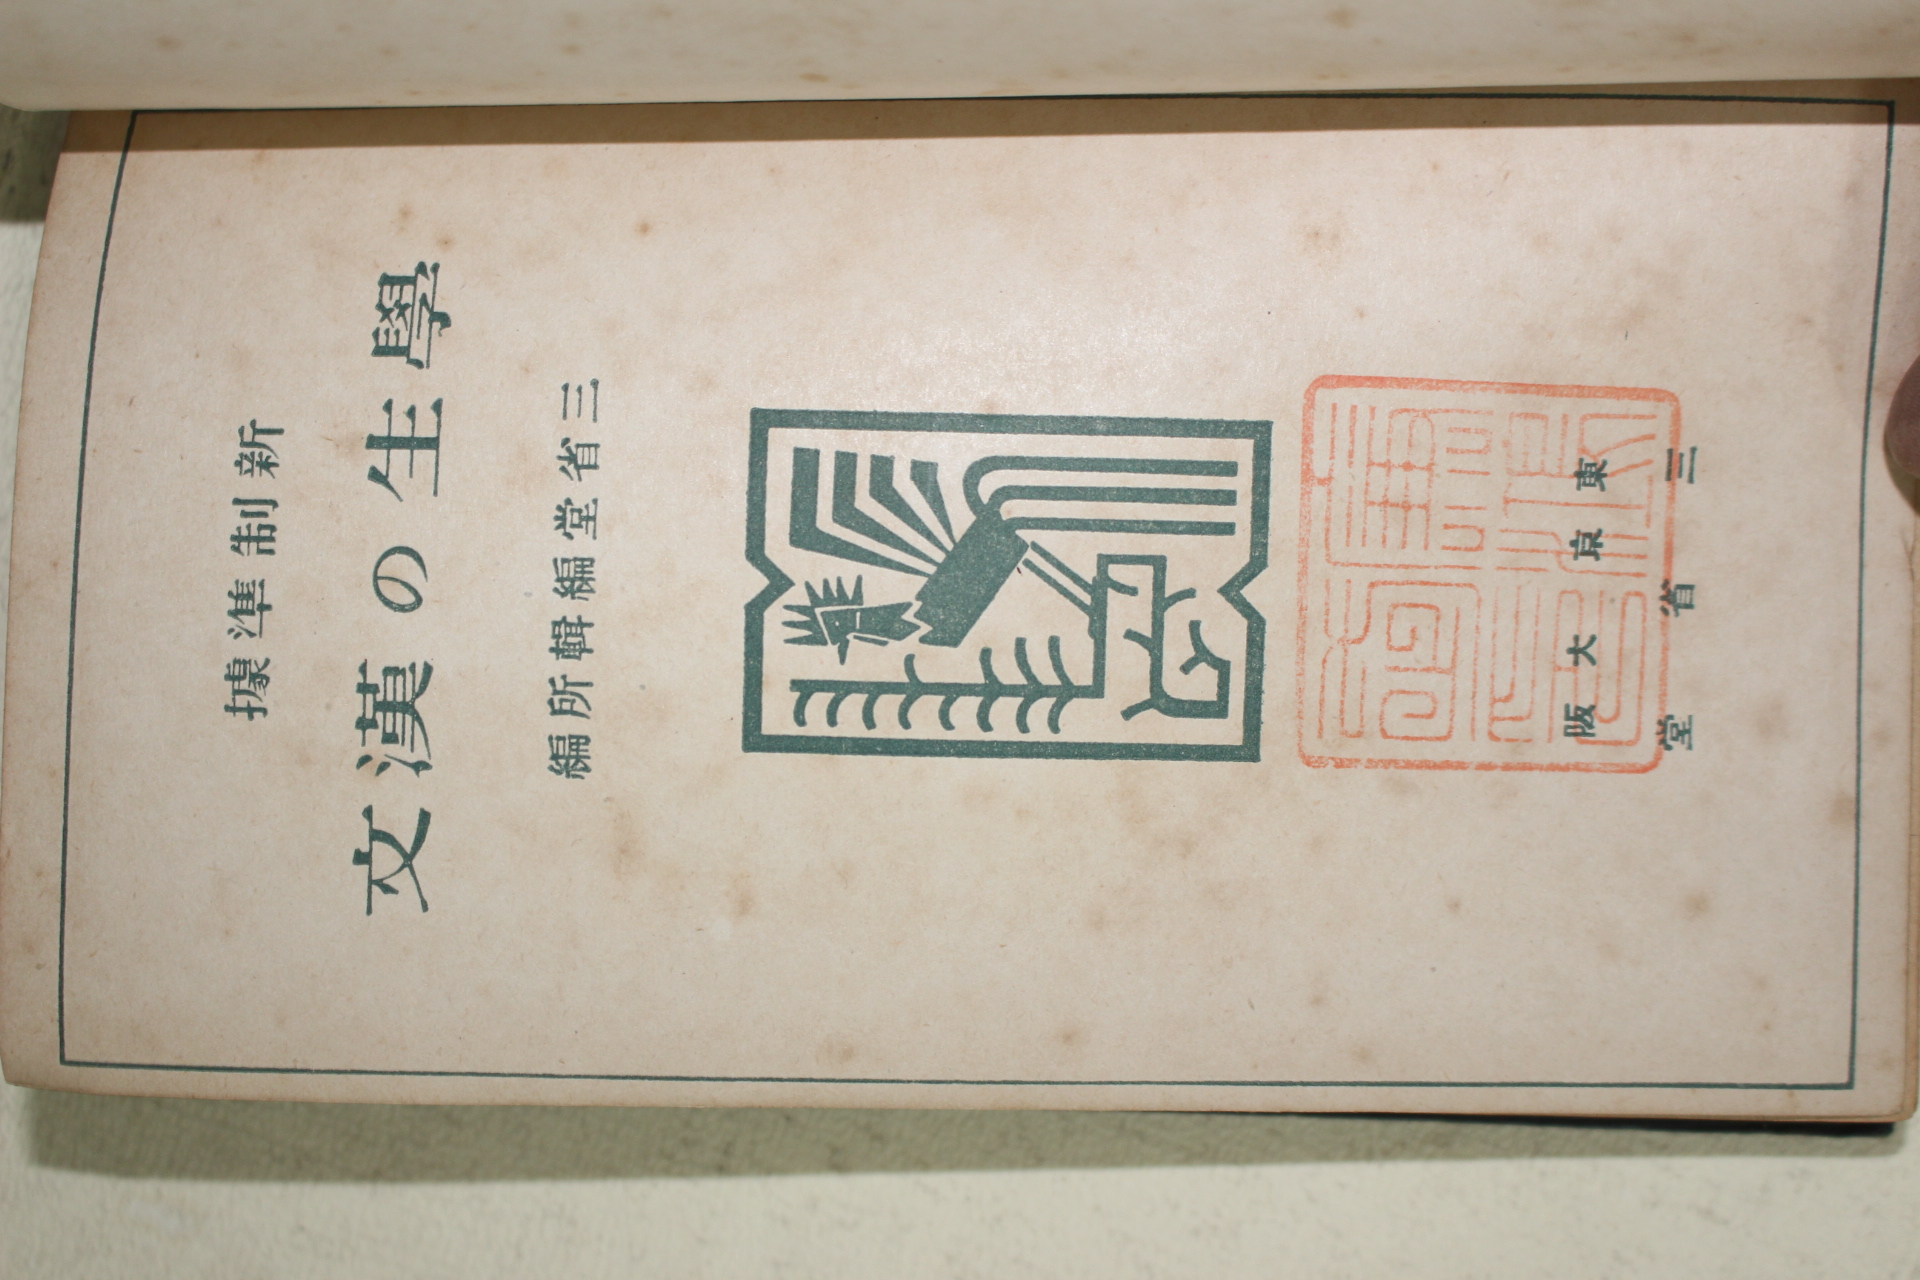 新制準據
學生の漢文
三省堂編輯所編
東京 大阪
三省堂